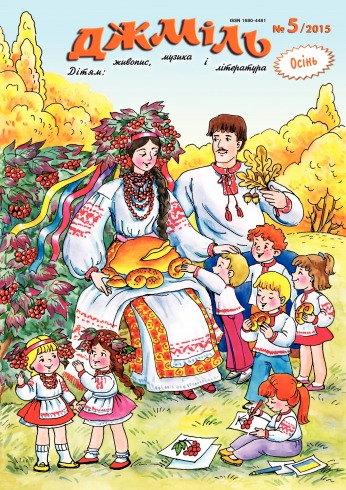 ISSN 1680-4481
№ 5/2015
ДЖМІЛЬ
Осінь
Дітям: живопис, музика і література